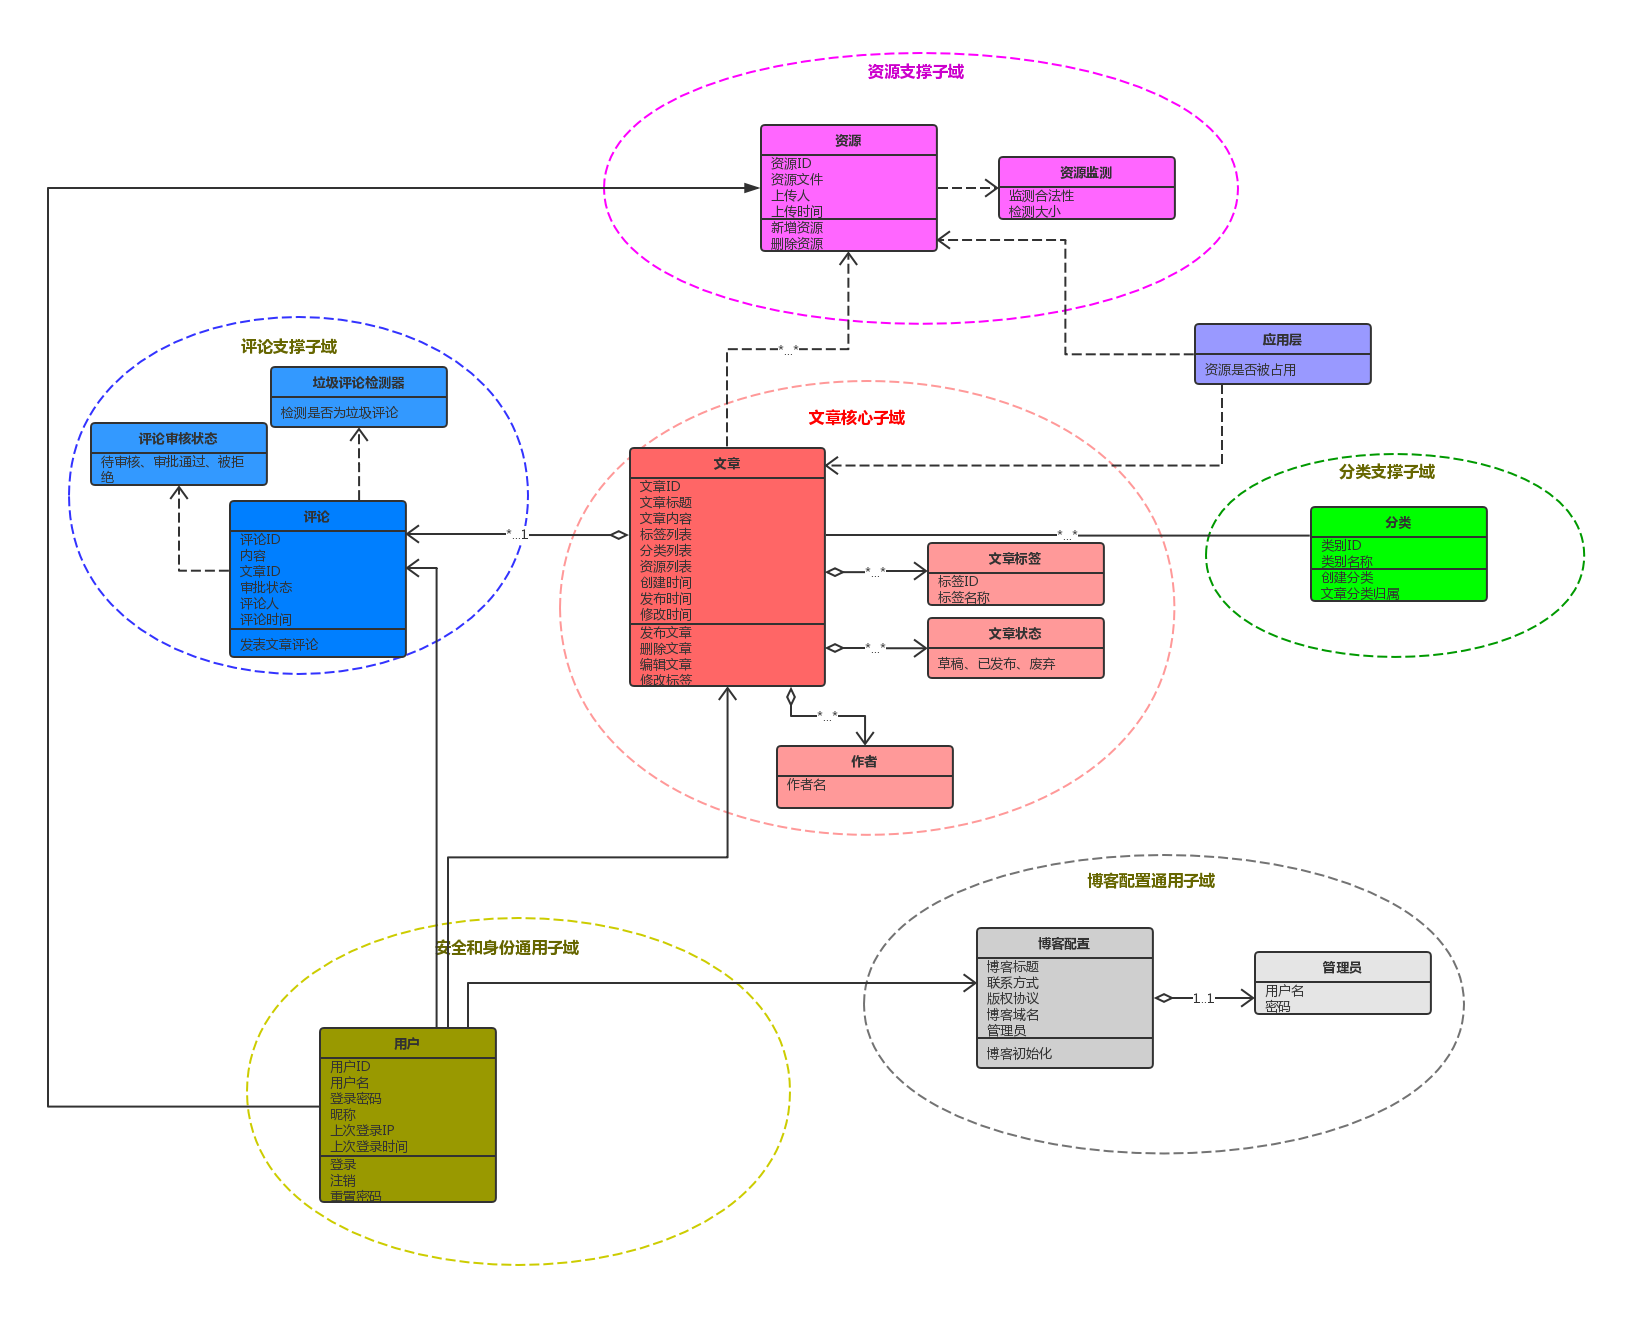 资源支撑子域
资源
资源ID
资源文件
上传人
上传时间
新增资源
删除资源
资源监测
监测合法性
检测大小
应用层
资源是否被占用
*...*
评论支撑子域
垃圾评论检测器
检测是否为垃圾评论
评论审核状态
待审核、审批通过、被拒
绝
评论
评论ID
内容
文章ID
审批状态
评论人
评论时间
发表文章评论
*...1
文章核心子域
文章
文章ID
文章标题
文章内容
标签列表
分类列表
资源列表
创建时间
发布时间
修改时间
发布文章
删除文章
编辑文章
修改标签
*...*
文章标签
标签ID
标签名称
*...*
文章状态
草稿、已发布、废弃
*...*
作者
作者名
*...*
分类支撑子域
分类
类别ID
类别名称
创建分类
文章分类归属
安全和身份通用子域
用户
用户ID
用户名
登录密码
昵称
上次登录IP
上次登录时间
登录
注销
重置密码
博客配置通用子域
博客配置
博客标题
联系方式
版权协议
博客域名
管理员
博客初始化
1..1
管理员
用户名
密码